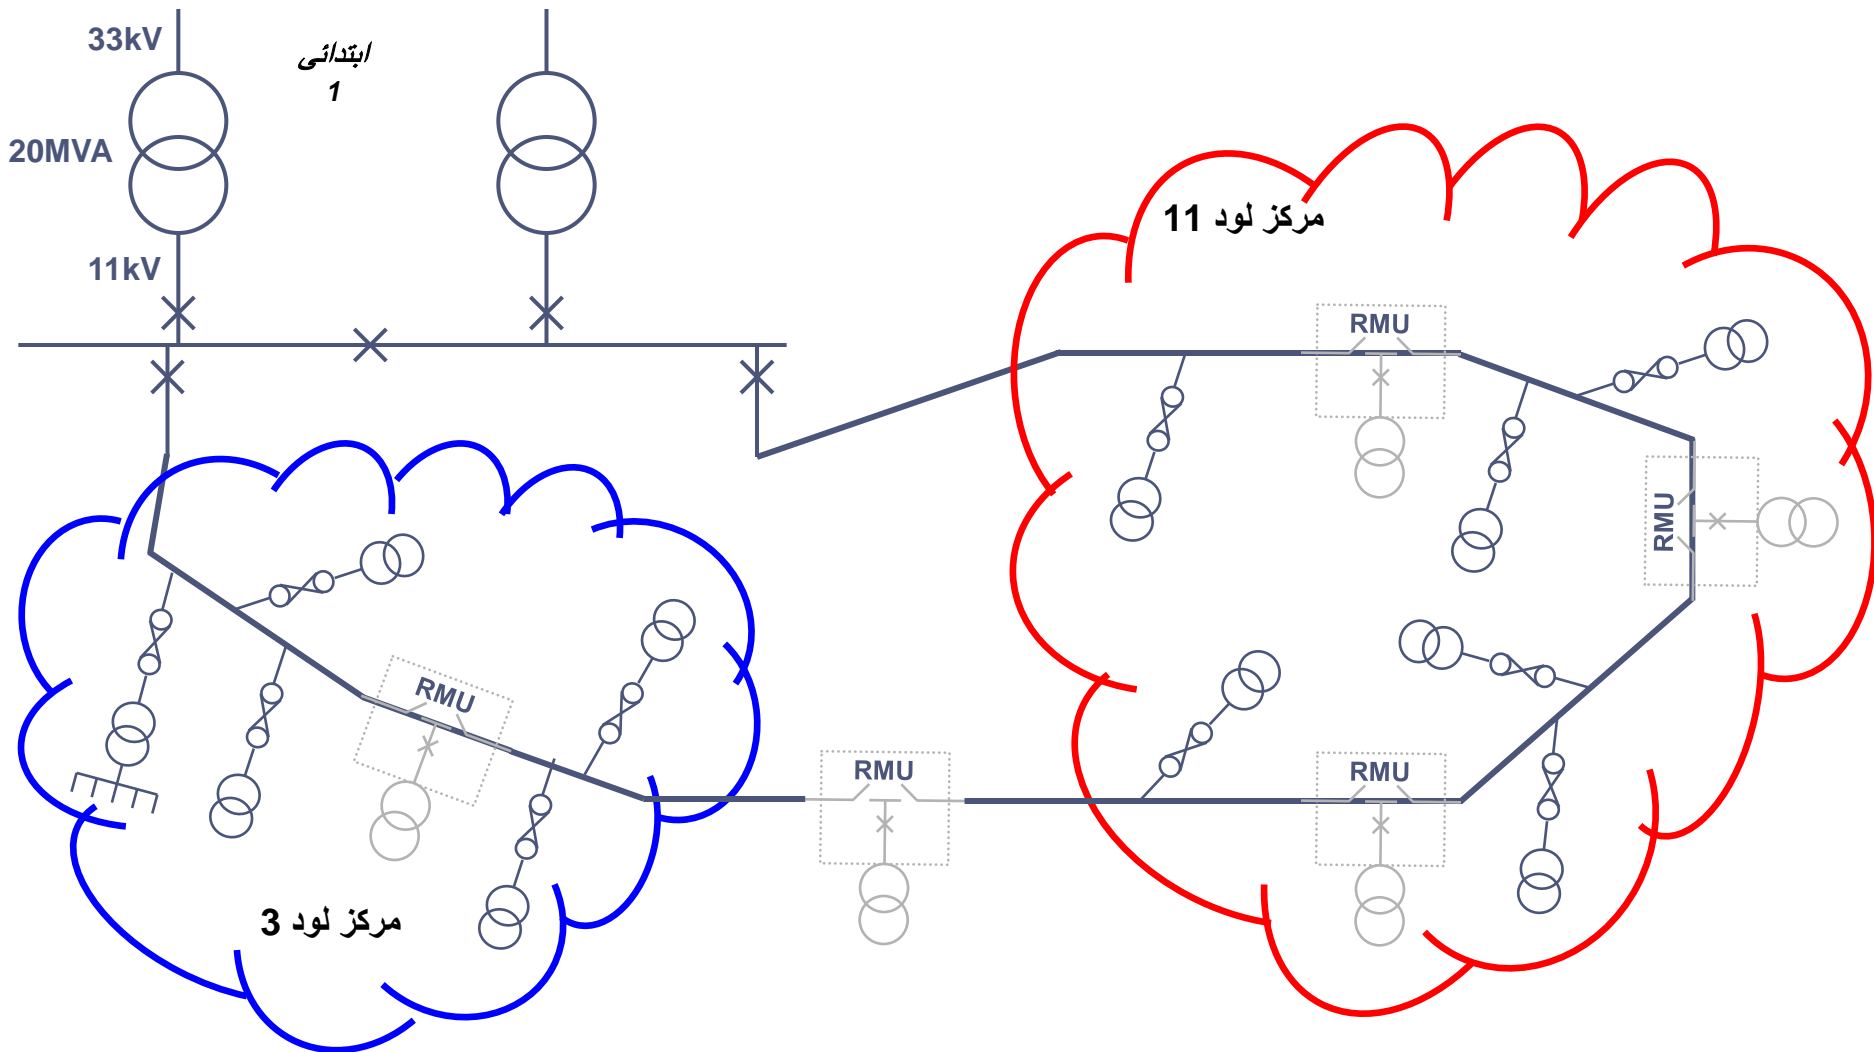 33kV
ابتدائی
1
20MVA
11kV
مرکز لود 11
RMU
RMU
RMU
RMU
RMU
مرکز لود 3